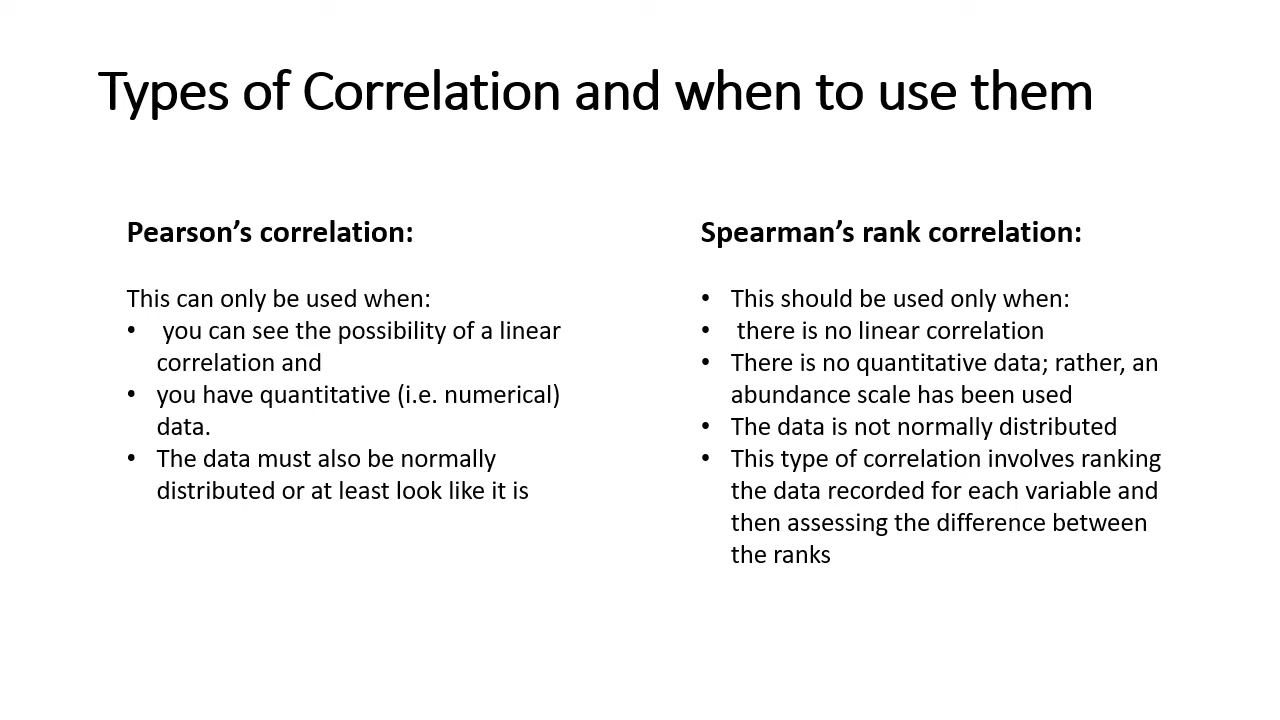 Types of Correlation and when to use them
Pearson’s correlation:
This can only be used when:
• you can see the possibility of a linear
correlation and
• you have quantitative (i.e. numerical)
data.
• The data must also be normally
distributed or at least look like it is
Spearman’s rank correlation:
• This should be used only when:
• there is no linear correlation
• There is no quantitative data; rather, an
abundance scale has been used
• The data is not normally distributed
• This type of correlation involves ranking
the data recorded for each variable and
then assessing the difference between
the ranks